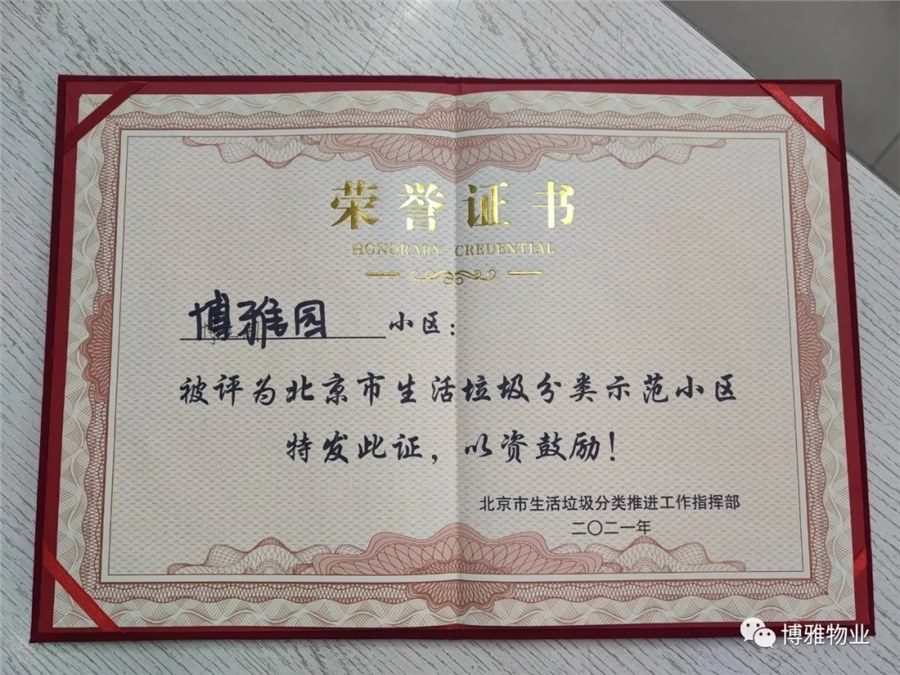 荣誉证书
HONORARY CREDENTIAL
博雅园 小区：
被评为北京市生活垃圾分类示范小区
特发此证，以资鼓励！
北京市生活垃圾分类推进工作指挥部
二〇二一年
博雅物业